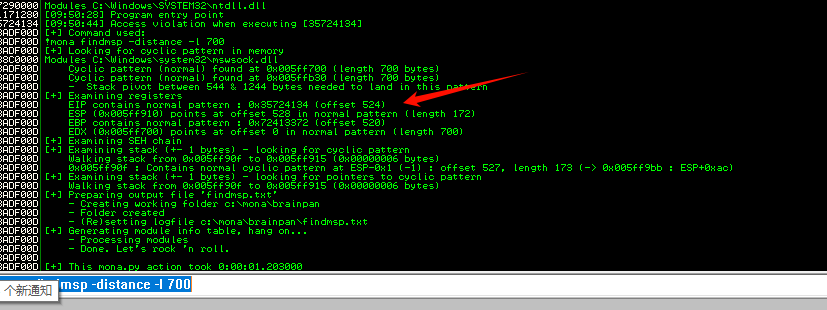 7290000 Modules C:\Windows\SYSTEM32\ntdll.dll
1171280 [09:50:28] Program entry point
5724134 [09:50:44] Access violation when executing [35724134]
BADF00D [+] Command used:
BADF00D !mona findmsp -distance -l 700
BADF00D [+] Looking for cyclic pattern in memory
38C0000 Modules C:\Windows\system32\mswsock.dll
BADF00D Cyclic pattern (normal) found at 0x005ff700 (length 700 bytes)
BADF00D Cyclic pattern (normal) found at 0x005ffb30 (length 700 bytes)
BADF00D - Stack pivot between 544 & 1244 bytes needed to land in this pattern
BADF00D [+] Examining registers
BADF00D EIP contains normal pattern : 0x35724134 (offset 524)
BADF00D ESP (0x005ff910) points at offset 528 in normal pattern (length 172)
BADF00D EBP contains normal pattern : 0x72413372 (offset 520)
BADF00D EDX (0x005ff700) points at offset 0 in normal pattern (length 700)
BADF00D [+] Examining SEH chain
BADF00D [+] Examining stack (+- 1 bytes) - looking for cyclic pattern
BADF00D Walking stack from 0x005ff90f to 0x005ff915 (0x00000006 bytes)
BADF00D 0x005ff90f : Contains normal cyclic pattern at ESP-0x1 (-1) : offset 527, length 173 (-> 0x005ff9bb : ESP+0xac)
BADF00D [+] Examining stack (+- 1 bytes) - looking for pointers to cyclic pattern
BADF00D Walking stack from 0x005ff90f to 0x005ff915 (0x00000006 bytes)
BADF00D [+] Preparing output file 'findmsp.txt'
BADF00D - Creating working folder c:\mona\brainpan
BADF00D - Folder created
BADF00D - (Re)setting logfile c:\mona\brainpan\findmsp.txt
BADF00D [+] Generating module info table, hang on...
BADF00D - Processing modules
BADF00D - Done. Let's rock 'n roll.
BADF00D
BADF00D [+] This mona.py action took 0:00:01.203000
dmsp -distance -l 700
个新通知